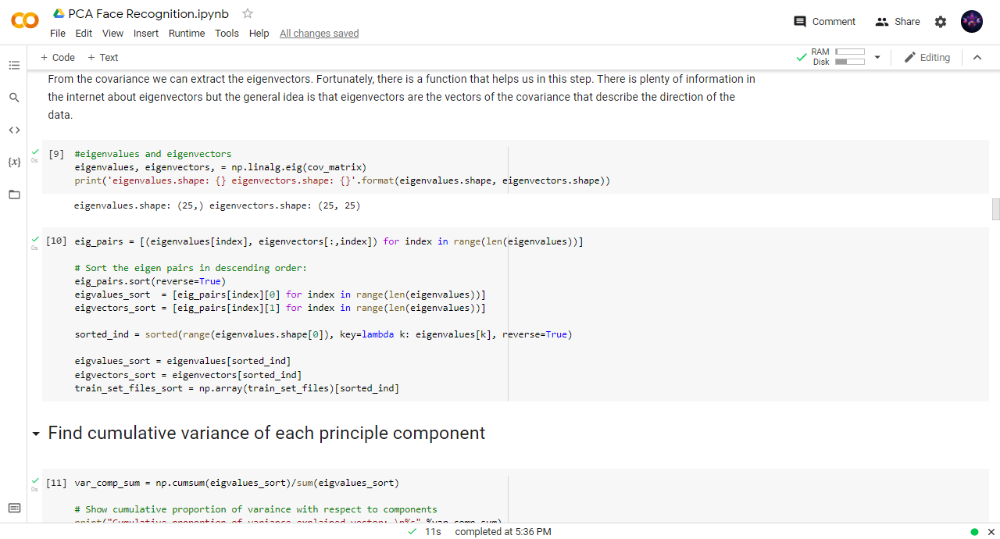 PCA Face Recognition.ipynb
File Edit View Insert Runtime Tools Help All changes saved
Comment Share
+ Code + Text
RAM
Disk
Editing
From the covariance we can extract the eigenvectors. Fortunately, there is a function that helps us in this step. There is plenty of information in
the internet about eigenvectors but the general idea is that eigenvectors are the vectors of the covariance that describe the direction of the
data.
{x}
0s
[9] #eigenvalues and eigenvectors
eigenvalues, eigenvectors, = np.linalg.eig(cov_matrix)
print('eigenvalues.shape: {} eigenvectors.shape: {}'.format(eigenvalues.shape, eigenvectors.shape))
eigenvalues.shape: (25,) eigenvectors.shape: (25, 25)
0s
[10] eig_pairs = [(eigenvalues[index], eigenvectors[:,index]) for index in range(len(eigenvalues))]
# Sort the eigen pairs in descending order:
eig_pairs.sort(reverse=True)
eigvalues_sort  = [eig_pairs[index][0] for index in range(len(eigenvalues))]
eigvectors_sort = [eig_pairs[index][1] for index in range(len(eigenvalues))]
sorted_ind = sorted(range(eigenvalues.shape[0]), key=lambda k: eigenvalues[k], reverse=True)
eigvalues_sort = eigenvalues[sorted_ind]
eigvectors_sort = eigenvectors[sorted_ind]
train_set_files_sort = np.array(train_set_files)[sorted_ind]
Find cumulative variance of each principle component
0s
[11] var_comp_sum = np.cumsum(eigvalues_sort)/sum(eigvalues_sort)
# Show cumulative proportion of varaince with respect to components
print("Cumulative proportion of variance explained vector: \n%s" %var_comp_sum)
11s completed at 5:36 PM